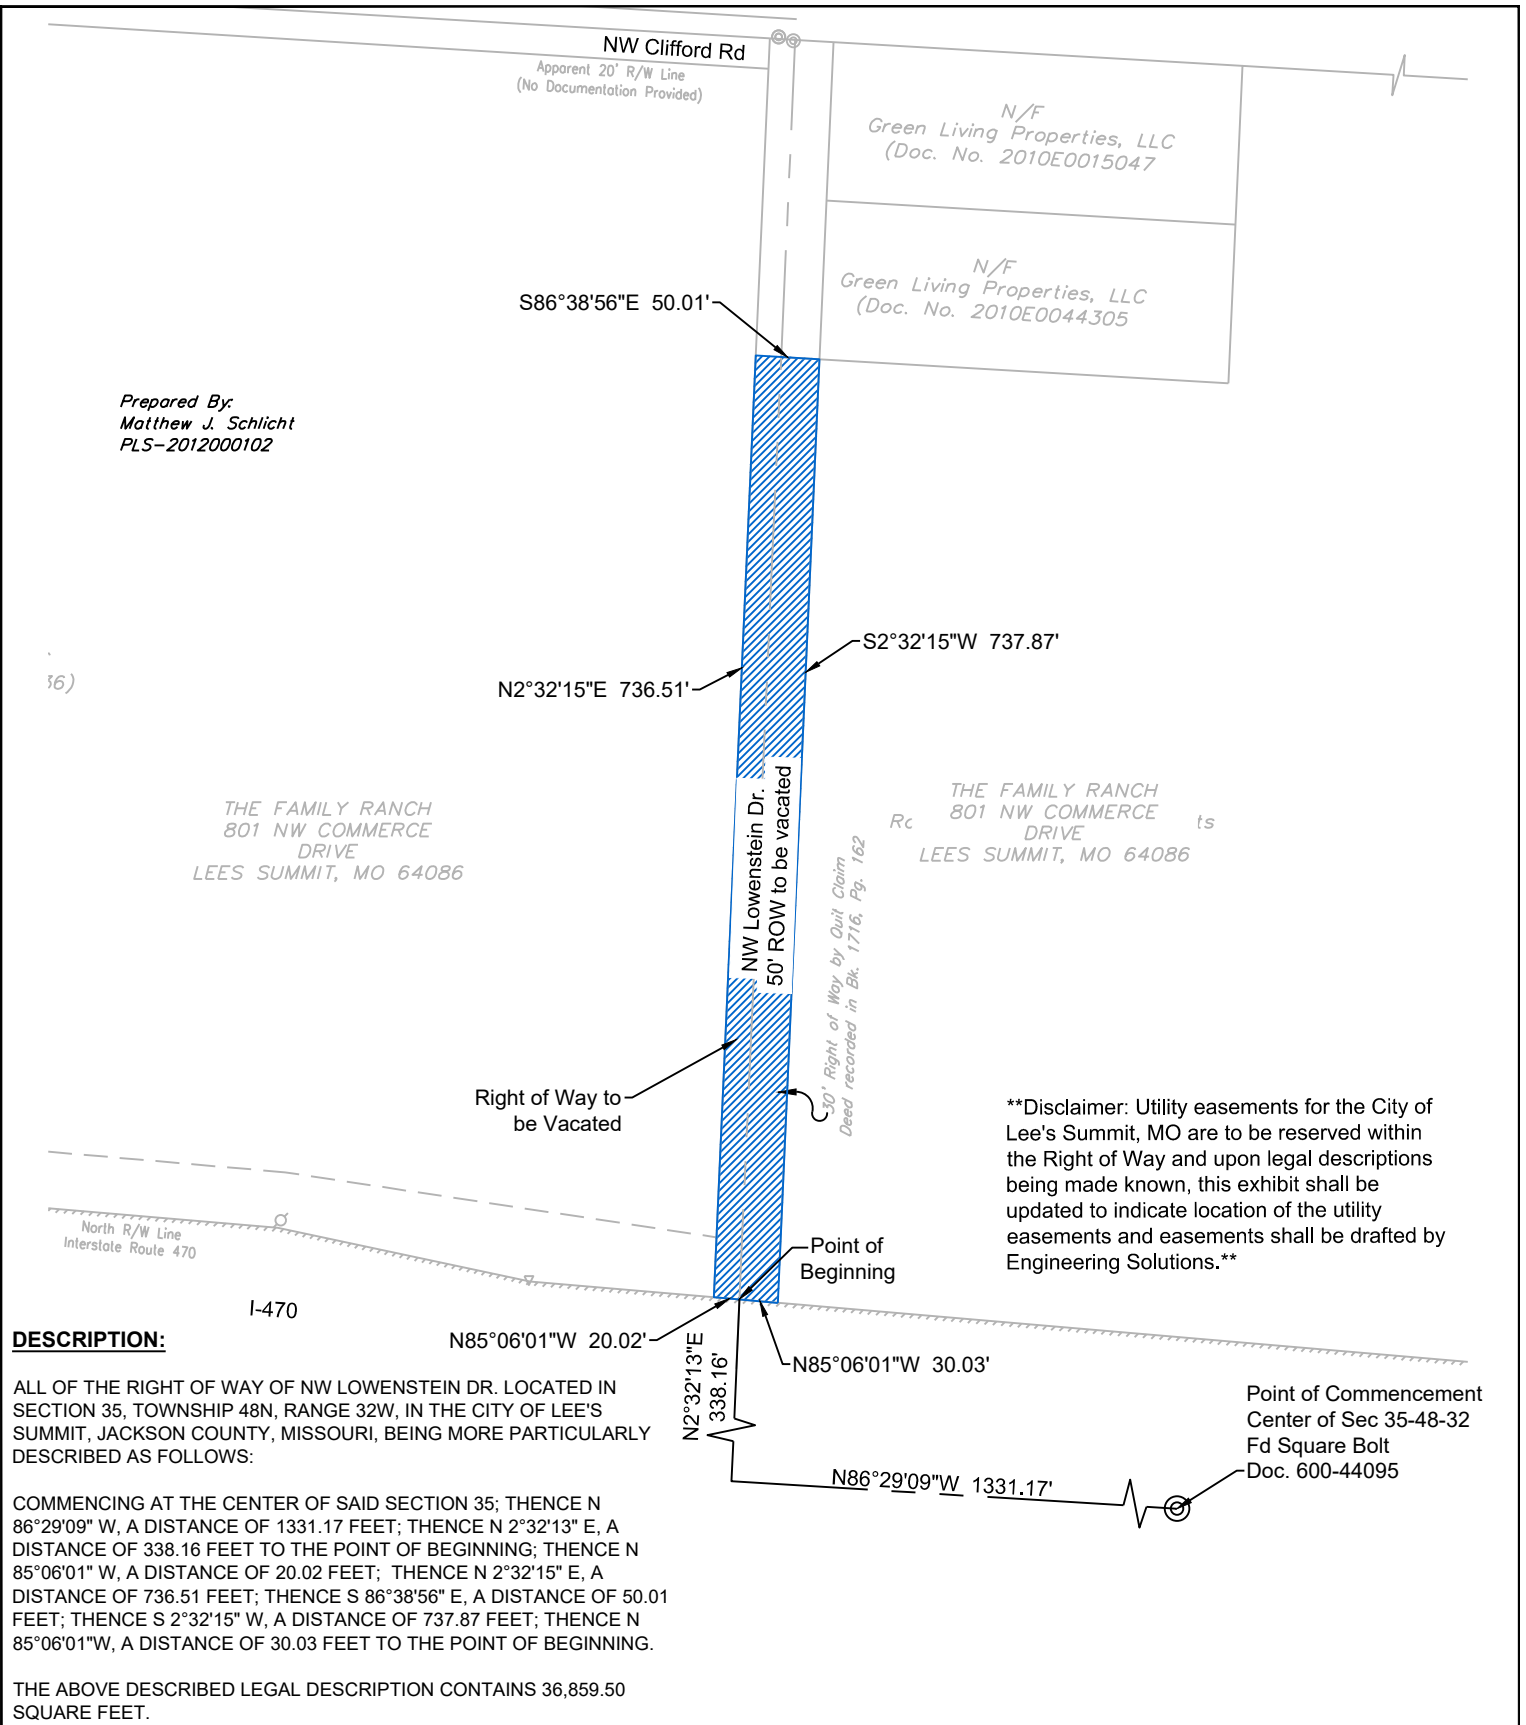 NW Clifford Rd
Apparent 20' R/W Line
(No Documentation Provided)
N/F
Green Living Properties, LLC
(Doc. No. 2010E0015047
N/F
Green Living Properties, LLC
(Doc. No. 2010E0044305
S86°38'56"E 50.01'
Prepared By:
Matthew J. Schlicht
PLS-2012000102
S2°32'15"W 737.87'
N2°32'15"E 736.51'
36)
THE FAMILY RANCH
801 NW COMMERCE
DRIVE
LEES SUMMIT, MO 64086
NW Lowenstein Dr.
50' ROW to be vacated
THE FAMILY RANCH
801 NW COMMERCE
DRIVE
LEES SUMMIT, MO 64086
ts
30' Right of Way by Quit Claim
Deed recorded in Bk. 1716, Pg. 162
Right of Way to
be Vacated
**Disclaimer: Utility easements for the City of
Lee's Summit, MO are to be reserved within
the Right of Way and upon legal descriptions
being made known, this exhibit shall be
updated to indicate location of the utility
easements and easements shall be drafted by
Engineering Solutions.**
North R/W Line
Interstate Route 470
I-470
Point of
Beginning
N85°06'01"W 20.02'
N85°06'01"W 30.03'
N2°32'13"E
338.16'
N86°29'09"W 1331.17'
Point of Commencement
Center of Sec 35-48-32
Fd Square Bolt
Doc. 600-44095
DESCRIPTION:
ALL OF THE RIGHT OF WAY OF NW LOWENSTEIN DR. LOCATED IN
SECTION 35, TOWNSHIP 48N, RANGE 32W, IN THE CITY OF LEE'S
SUMMIT, JACKSON COUNTY, MISSOURI, BEING MORE PARTICULARLY
DESCRIBED AS FOLLOWS:
COMMENCING AT THE CENTER OF SAID SECTION 35; THENCE N
86°29'09" W, A DISTANCE OF 1331.17 FEET; THENCE N 2°32'13" E, A
DISTANCE OF 338.16 FEET TO THE POINT OF BEGINNING; THENCE N
85°06'01" W, A DISTANCE OF 20.02 FEET; THENCE N 2°32'15" E, A
DISTANCE OF 736.51 FEET; THENCE S 86°38'56" E, A DISTANCE OF 50.01
FEET; THENCE S 2°32'15" W, A DISTANCE OF 737.87 FEET; THENCE N
85°06'01"W, A DISTANCE OF 30.03 FEET TO THE POINT OF BEGINNING.
THE ABOVE DESCRIBED LEGAL DESCRIPTION CONTAINS 36,859.50
SQUARE FEET.